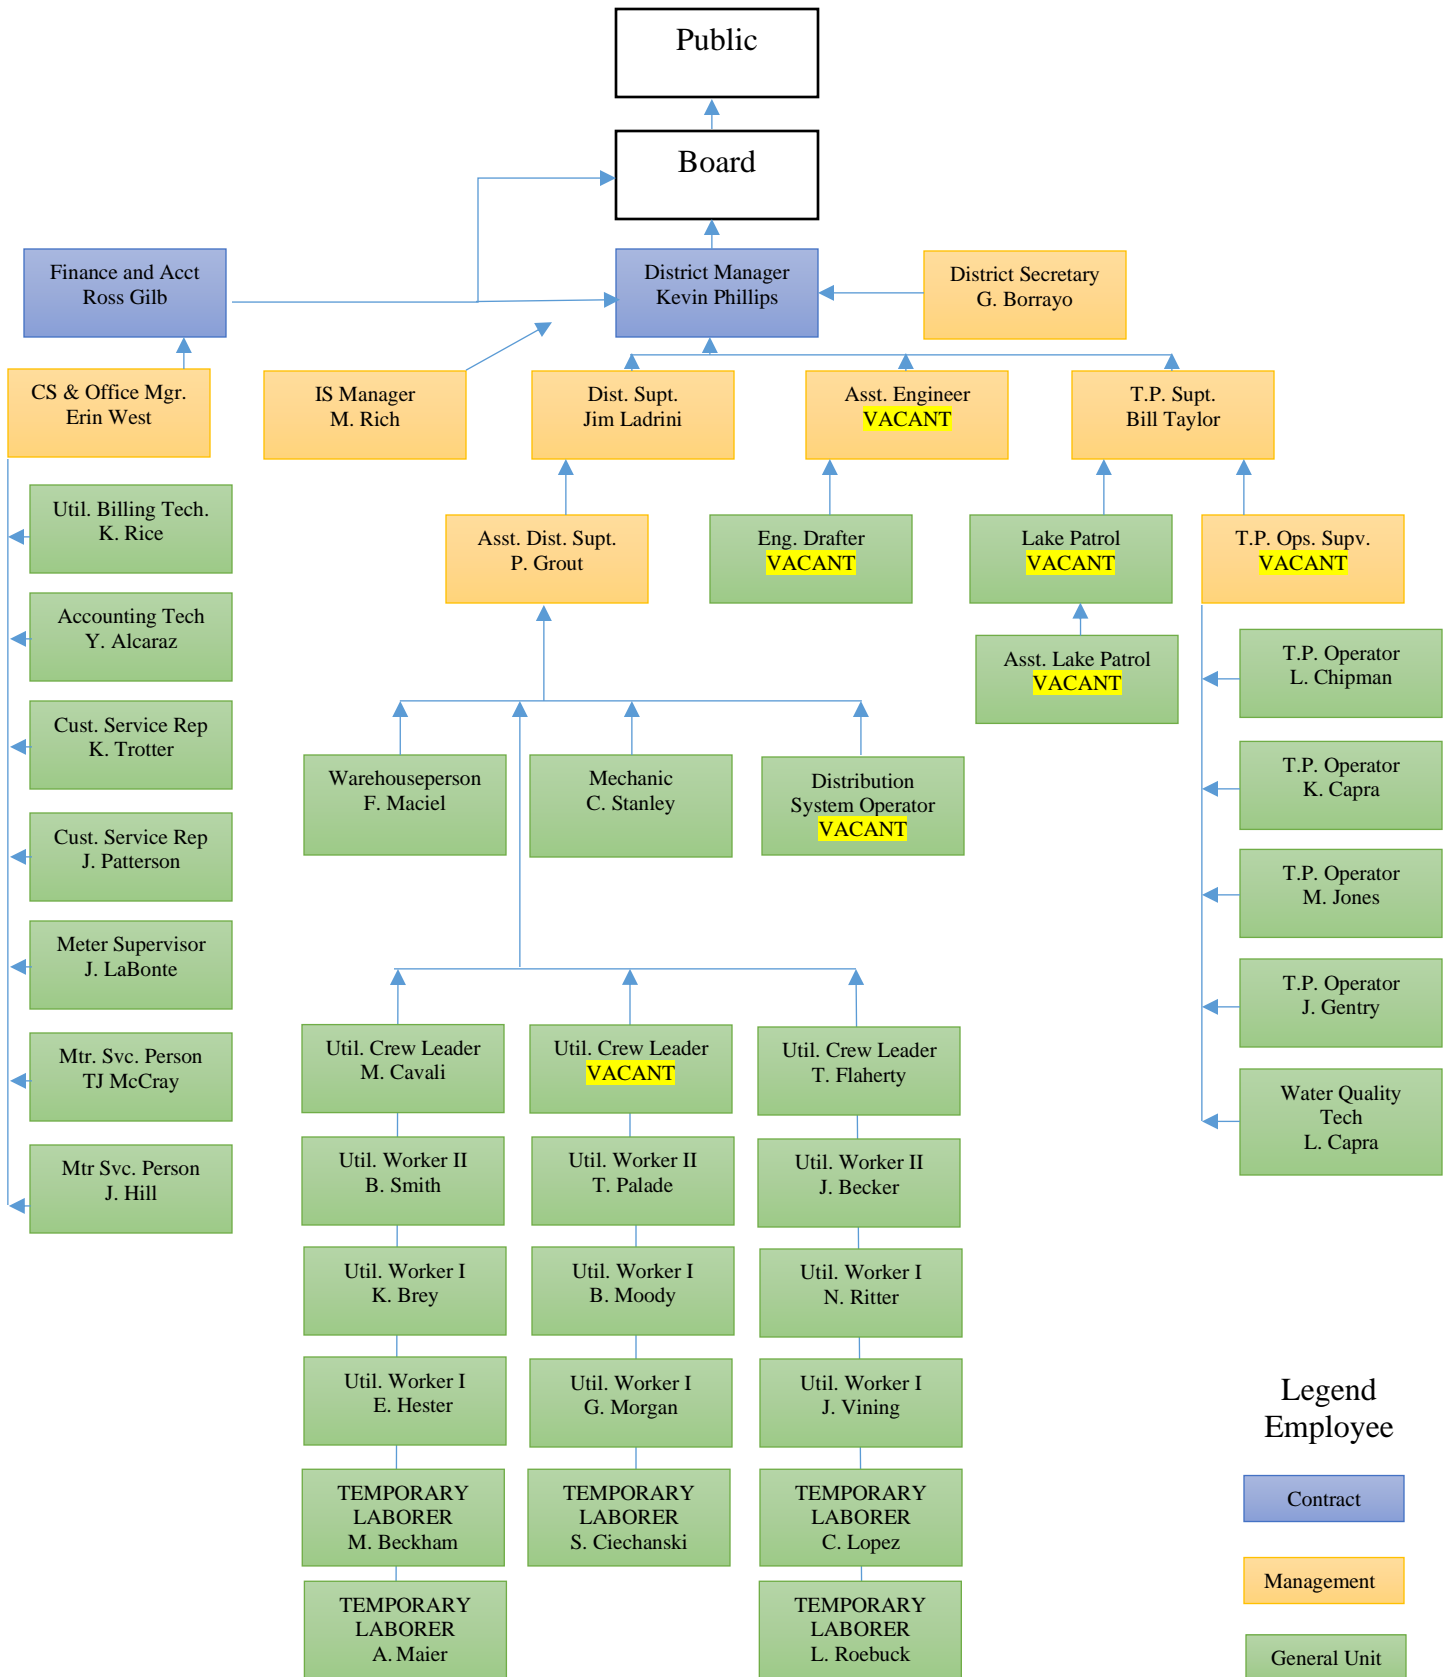 Public
Board
Finance and Acct
Ross Gilb
District Manager
Kevin Phillips
District Secretary
G. Borrayo
CS & Office Mgr.
Erin West
IS Manager
M. Rich
Dist. Supt.
Jim Ladrini
Asst. Engineer
VACANT
T.P. Supt.
Bill Taylor
Util. Billing Tech.
K. Rice
Asst. Dist. Supt.
P. Grout
Eng. Drafter
VACANT
Lake Patrol
VACANT
T.P. Ops. Supv.
VACANT
Accounting Tech
Y. Alcaraz
Asst. Lake Patrol
VACANT
T.P. Operator
L. Chipman
Cust. Service Rep
K. Trotter
Warehouseperson
F. Maciel
Mechanic
C. Stanley
Distribution
System Operator
VACANT
T.P. Operator
K. Capra
Cust. Service Rep
J. Patterson
T.P. Operator
M. Jones
Meter Supervisor
J. LaBonte
T.P. Operator
J. Gentry
Mtr. Svc. Person
TJ McCray
Util. Crew Leader
M. Cavali
Util. Crew Leader
VACANT
Util. Crew Leader
T. Flaherty
Water Quality
Tech
L. Capra
Mtr Svc. Person
J. Hill
Util. Worker II
B. Smith
Util. Worker II
T. Palade
Util. Worker II
J. Becker
Util. Worker I
K. Brey
Util. Worker I
B. Moody
Util. Worker I
N. Ritter
Util. Worker I
E. Hester
Util. Worker I
G. Morgan
Util. Worker I
J. Vining
TEMPORARY
LABORER
M. Beckham
TEMPORARY
LABORER
S. Ciechanski
TEMPORARY
LABORER
C. Lopez
TEMPORARY
LABORER
A. Maier
TEMPORARY
LABORER
L. Roebuck
Legend
Employee
Contract
Management
General Unit